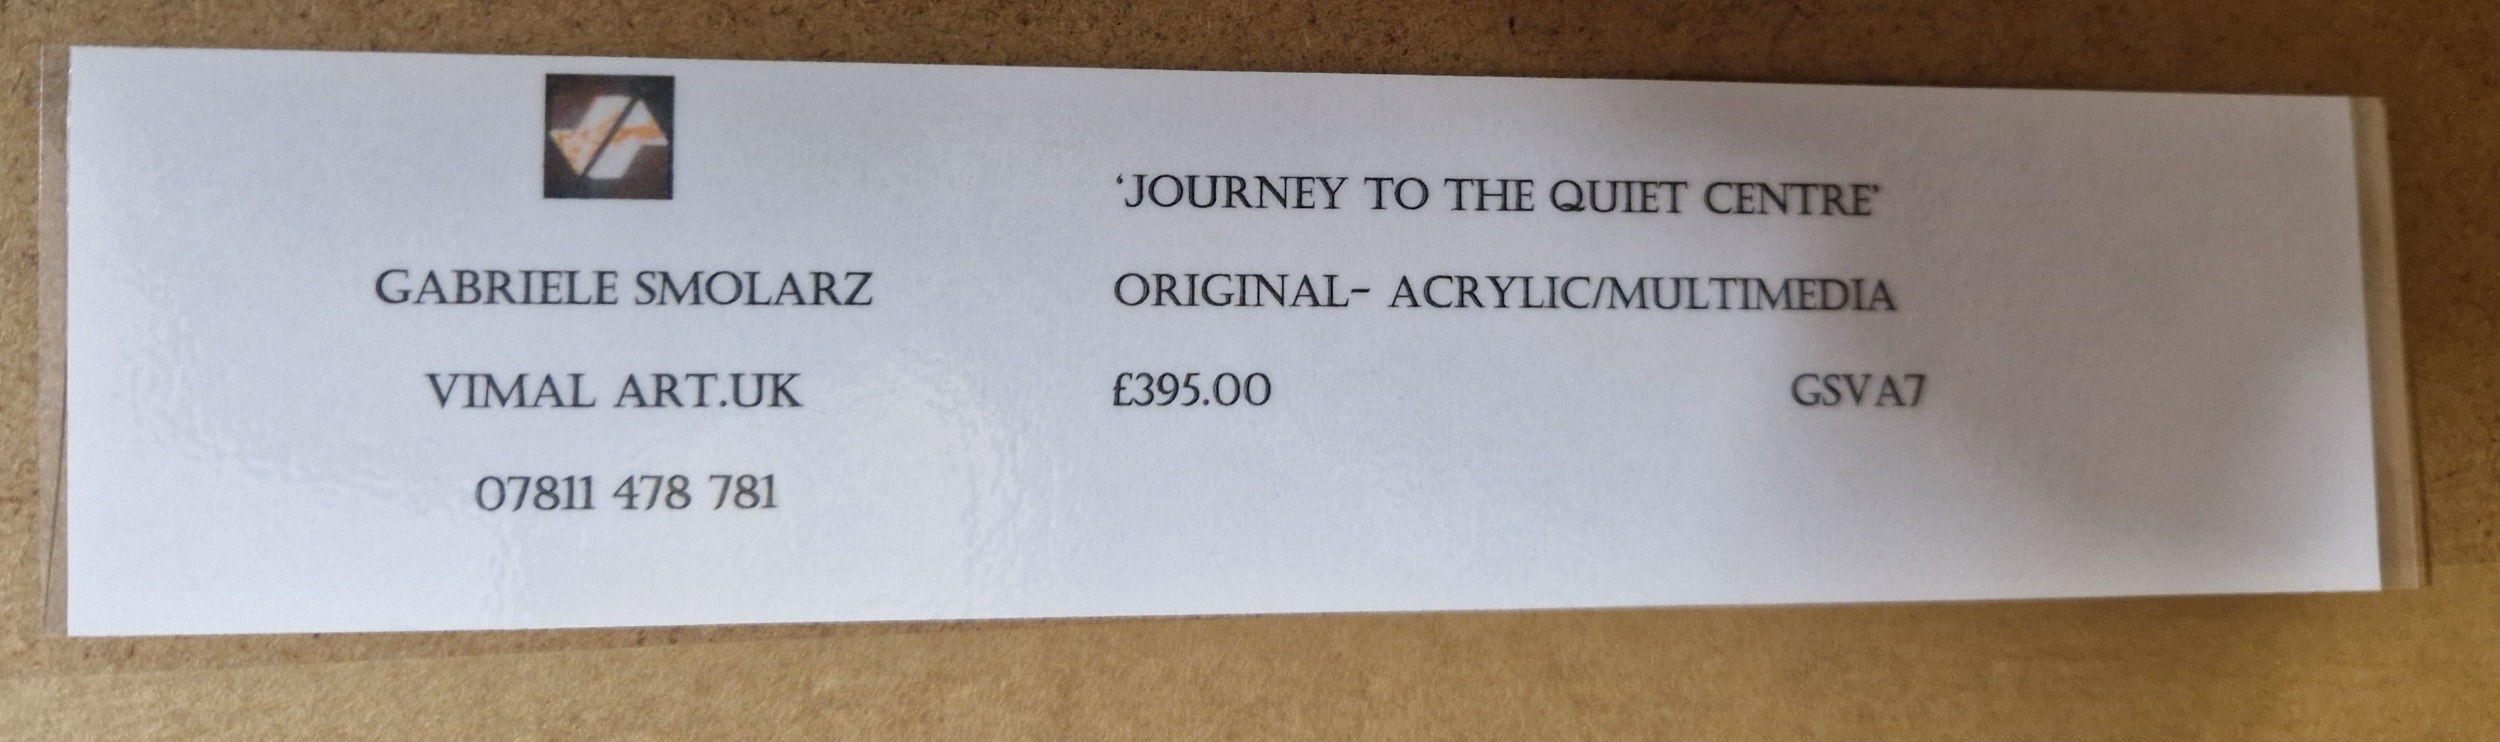 GABRIELE SMOLARZ
VIMAL ART.UK
07811 478 781
‘JOURNEY TO THE QUIET CENTRE’
ORIGINAL- ACRYLIC/MULTIMEDIA
£395.00 GSVA7